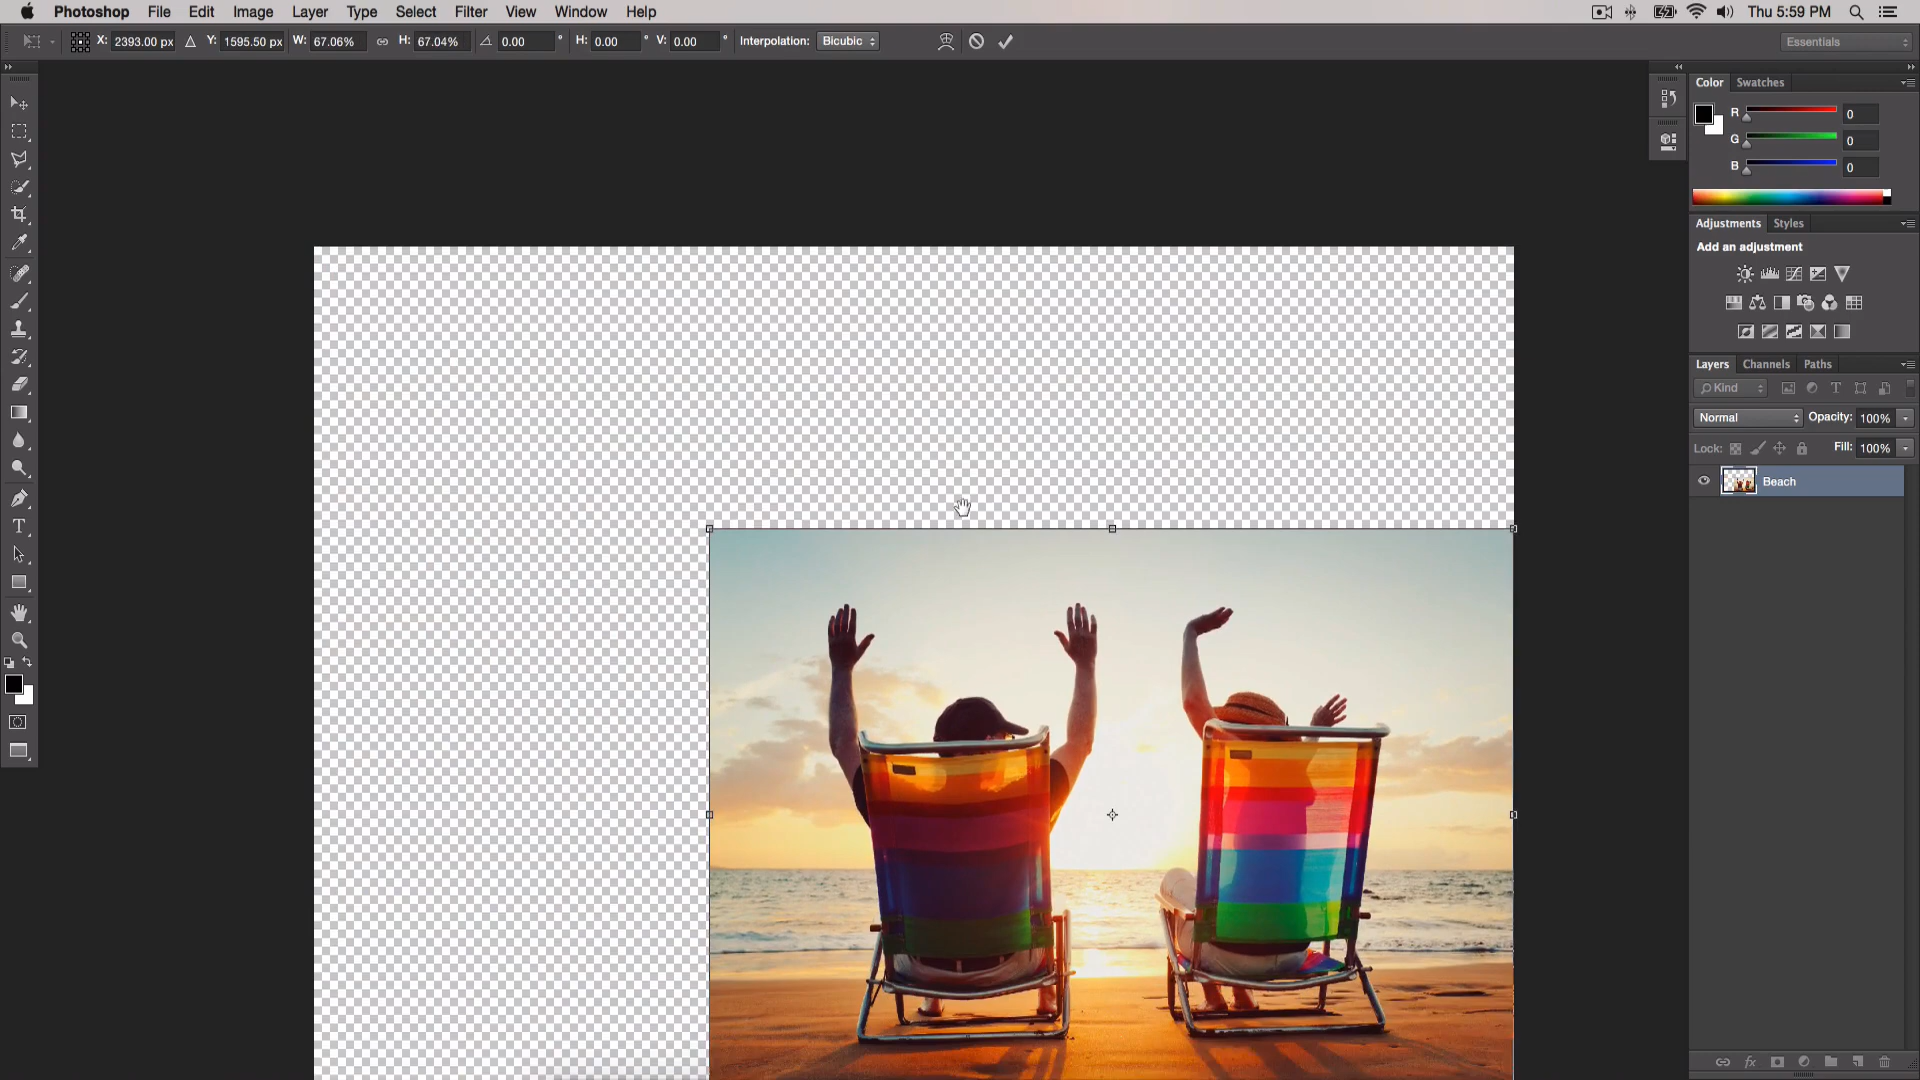 Photoshop File Edit Image Layer Type Select Filter View Window Help Thu 5:59 PM
X: 2393.00 px Y: 1595.50 px W: 67.06% H: 67.04% 0.00 ° H: 0.00 ° V: 0.00 ° Interpolation: Bicubic Essentials
Color Swatches
R 0
G 0
B 0
Adjustments Styles
Add an adjustment
Layers Channels Paths
Kind T
Normal Opacity: 100%
Lock: Fill: 100%
Beach
T
fx